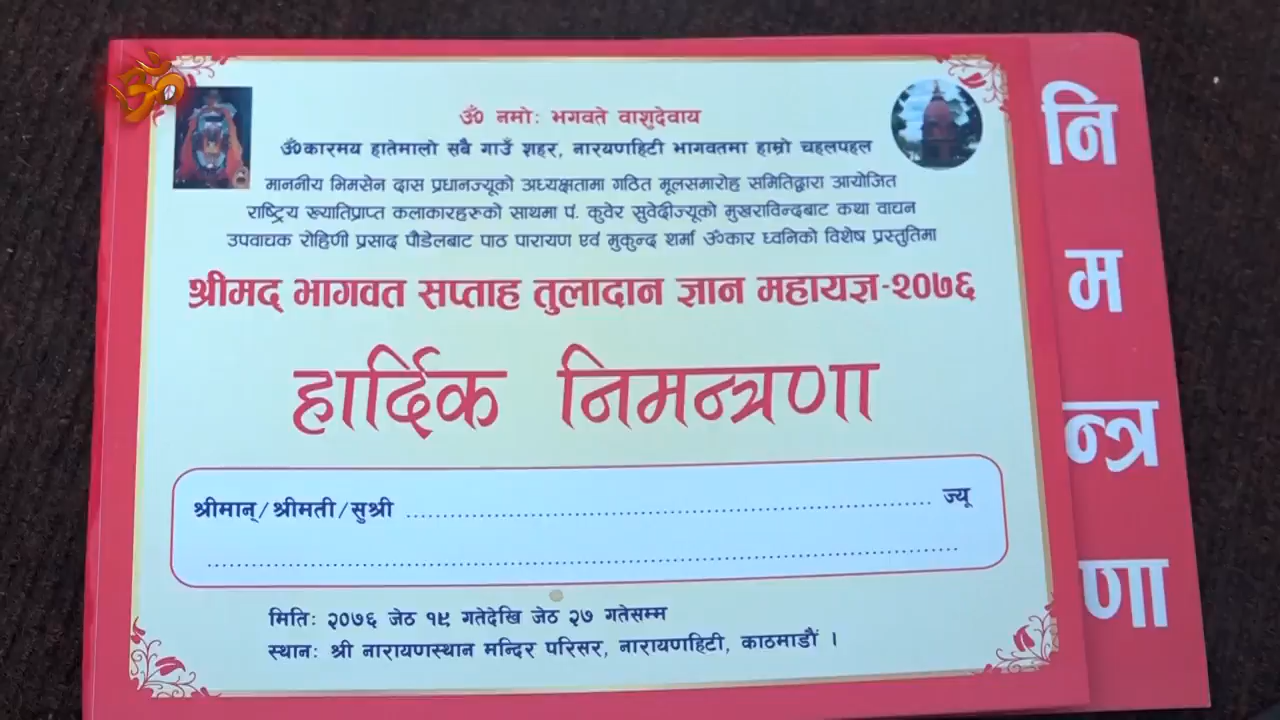 ॐ नमोः भगवते वाशुदेवाय
ॐकारमय हातेमालो सबै गाउँ शहर, नारायणहिटी भागवतमा हाम्रो चहलपहल
माननीय भिमसेन दास प्रधानज्यूको अध्यक्षतामा गठित मूलसमारोह समितिद्वारा आयोजित
राष्ट्रिय ख्यातिप्राप्त कलाकारहरुको साथमा पं. कुवेर सुवेदीज्यूको मुखराविन्दबाट कथा वाचन
उपवाचक रोहिणी प्रसाद पौडेलबाट पाठ पारायण एवं मुकुन्द शर्मा ॐकार ध्वनिको विशेष प्रस्तुतिमा
श्रीमद् भागवत सप्ताह तुलादान ज्ञान महायज्ञ-२०७६
हार्दिक निमन्त्रणा
श्रीमान्/श्रीमती/सुश्री ........................................ ज्यू
............................................................
मितिः २०७६ जेठ १९ गतेदेखि जेठ २७ गतेसम्म
स्थानः श्री नारायणस्थान मन्दिर परिसर, नारायणहिटी, काठमाडौं ।
नि
म
न्त्र
णा
ॐ